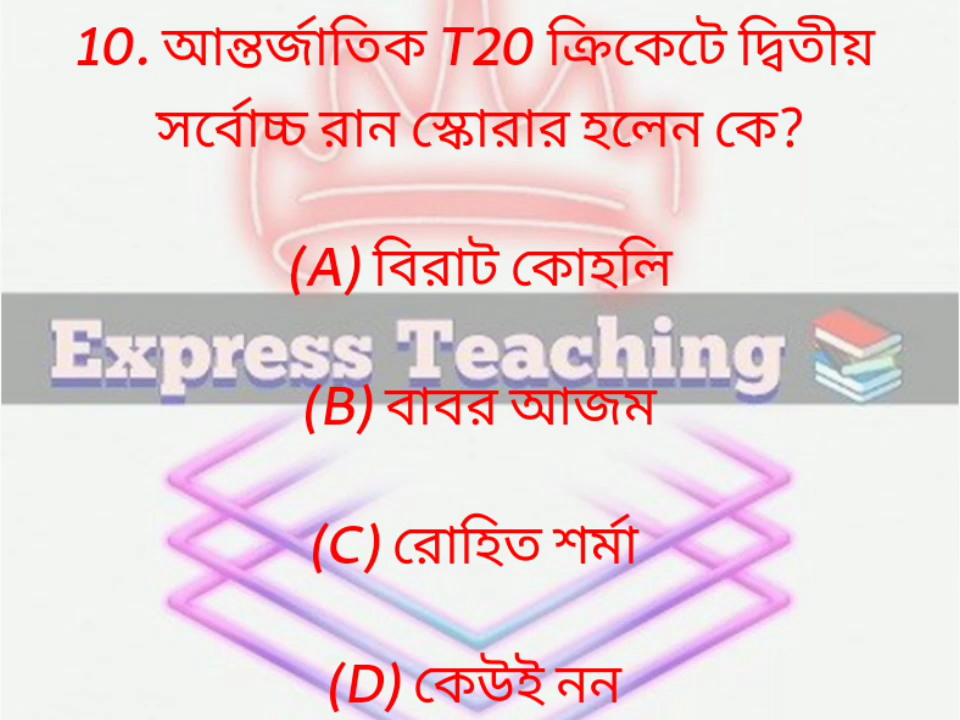 10. আন্তর্জাতিক T20 ক্রিকেটে দ্বিতীয়
সর্বোচ্চ রান স্কোরার হলেন কে?
(A) বিরাট কোহলি
Express Teaching
(B) বাবর আজম
(C) রোহিত শর্মা
(D) কেউই নন